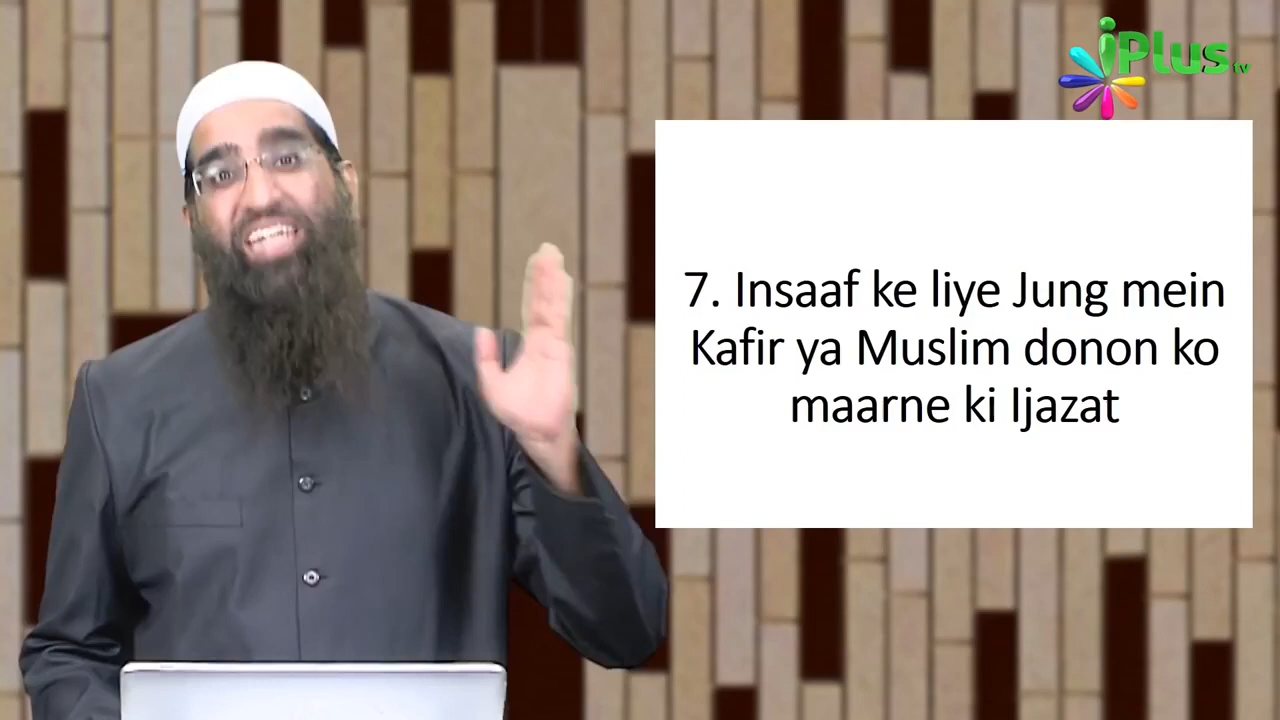 iPlus tv
7. Insaaf ke liye Jung mein
Kafir ya Muslim donon ko
maarne ki Ijazat